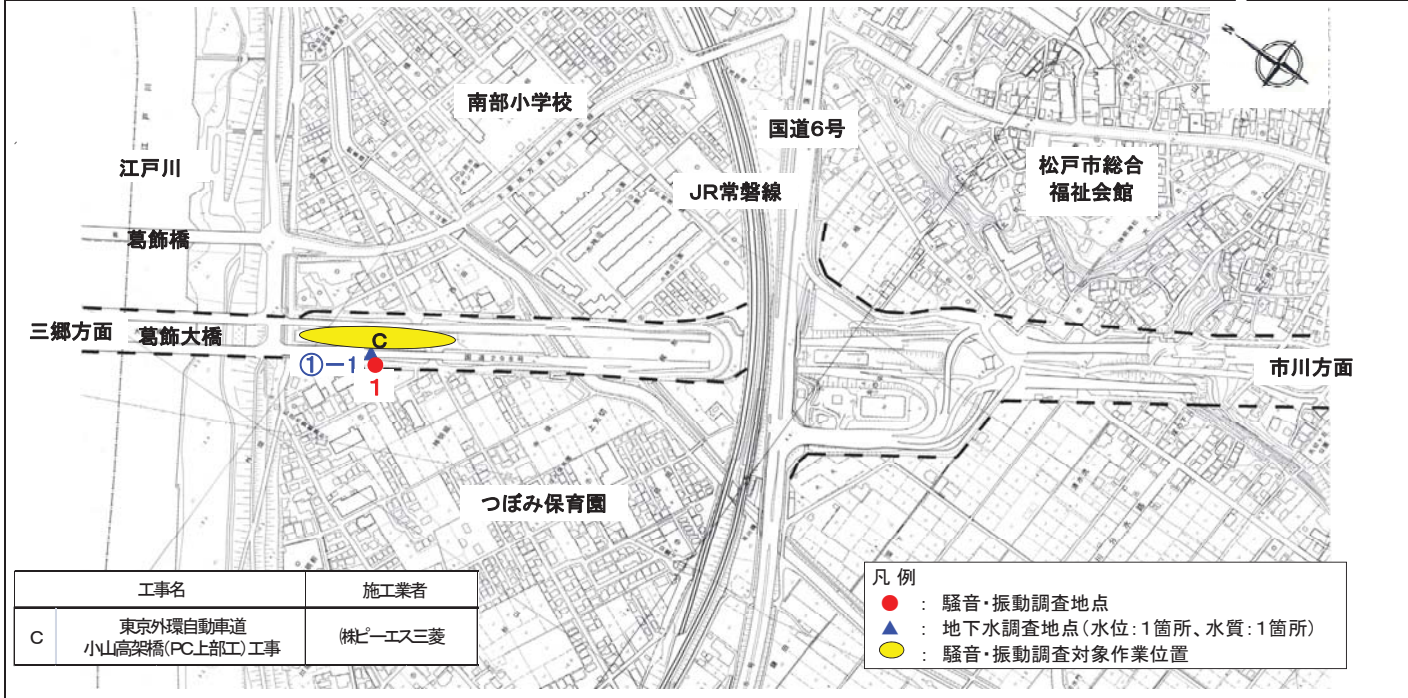 N
南部小学校
国道6号
江戸川
松戸市総合
福祉会館
JR常磐線
葛飾橋
三郷方面
葛飾大橋
C
国道298号
①-1
1
市川方面
つぼみ保育園
工事名 施工業者
C 東京外環自動車道
小山高架橋(PC上部工)工事 ㈱ピーエス三菱
凡 例
● : 騒音・振動調査地点
▲ : 地下水調査地点(水位:1箇所、水質:1箇所)
: 騒音・振動調査対象作業位置